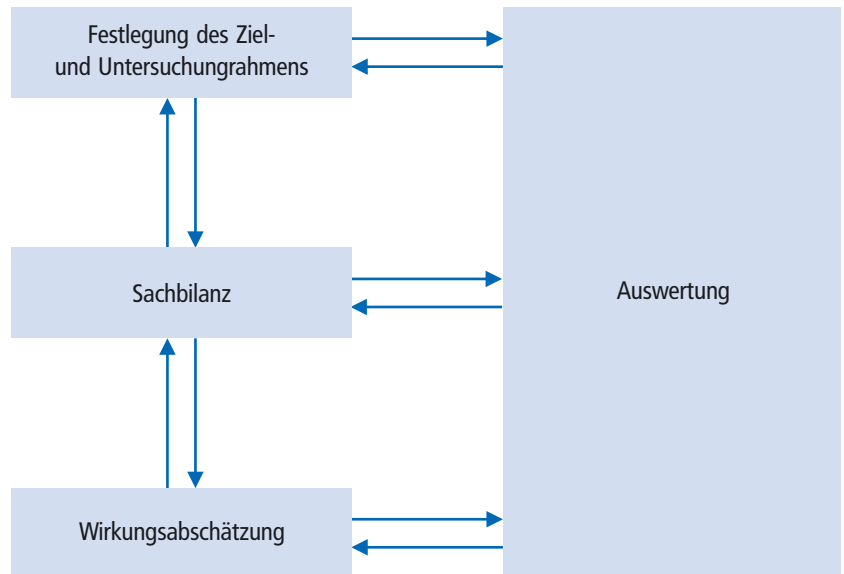 Festlegung des Ziel-
und Untersuchungrahmens
Sachbilanz
Auswertung
Wirkungsabschätzung